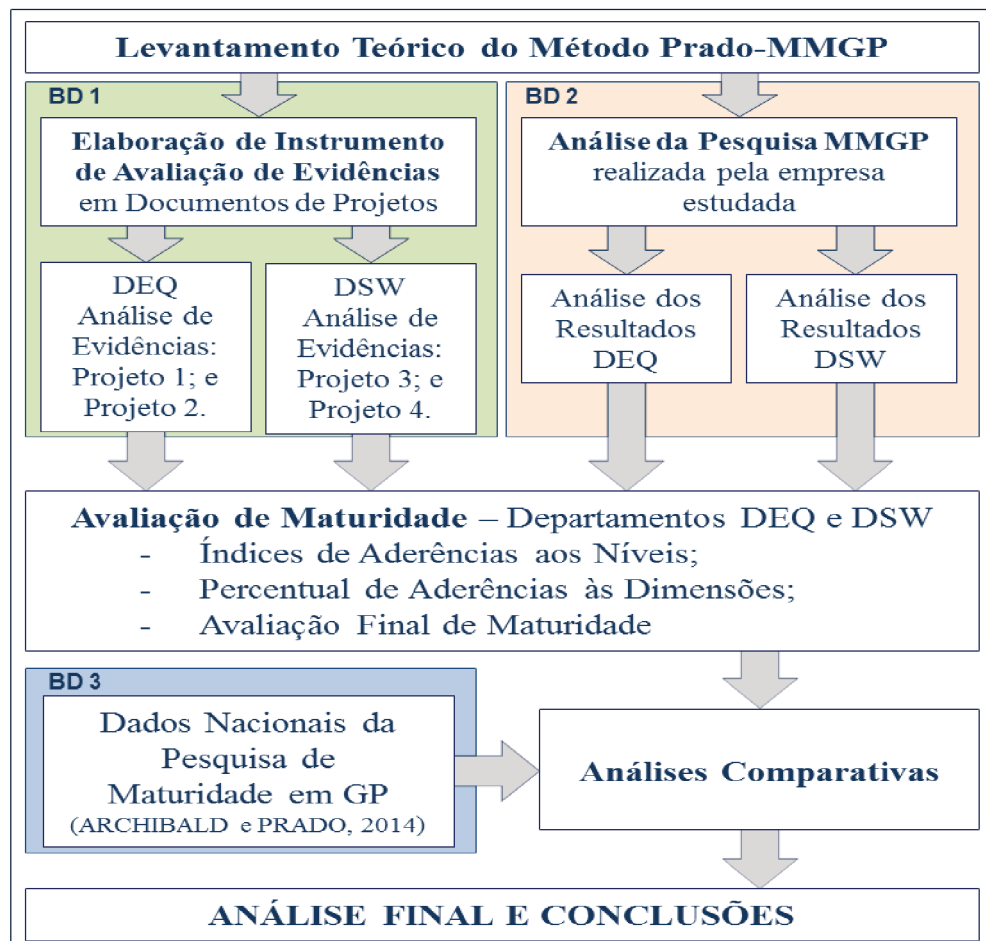 Levantamento Teórico do Método Prado-MMGP
BD 1
Elaboração de Instrumento
de Avaliação de Evidências
em Documentos de Projetos
DEQ
Análise de
Evidências:
Projeto 1; e
Projeto 2.
DSW
Análise de
Evidências:
Projeto 3; e
Projeto 4.
BD 2
Análise da Pesquisa MMGP
realizada pela empresa
estudada
Análise dos
Resultados
DEQ
Análise dos
Resultados
DSW
Avaliação de Maturidade – Departamentos DEQ e DSW
- Índices de Aderências aos Níveis;
- Percentual de Aderências às Dimensões;
- Avaliação Final de Maturidade
BD 3
Dados Nacionais da
Pesquisa de
Maturidade em GP
(ARCHIBALD e PRADO, 2014)
Análises Comparativas
ANÁLISE FINAL E CONCLUSÕES